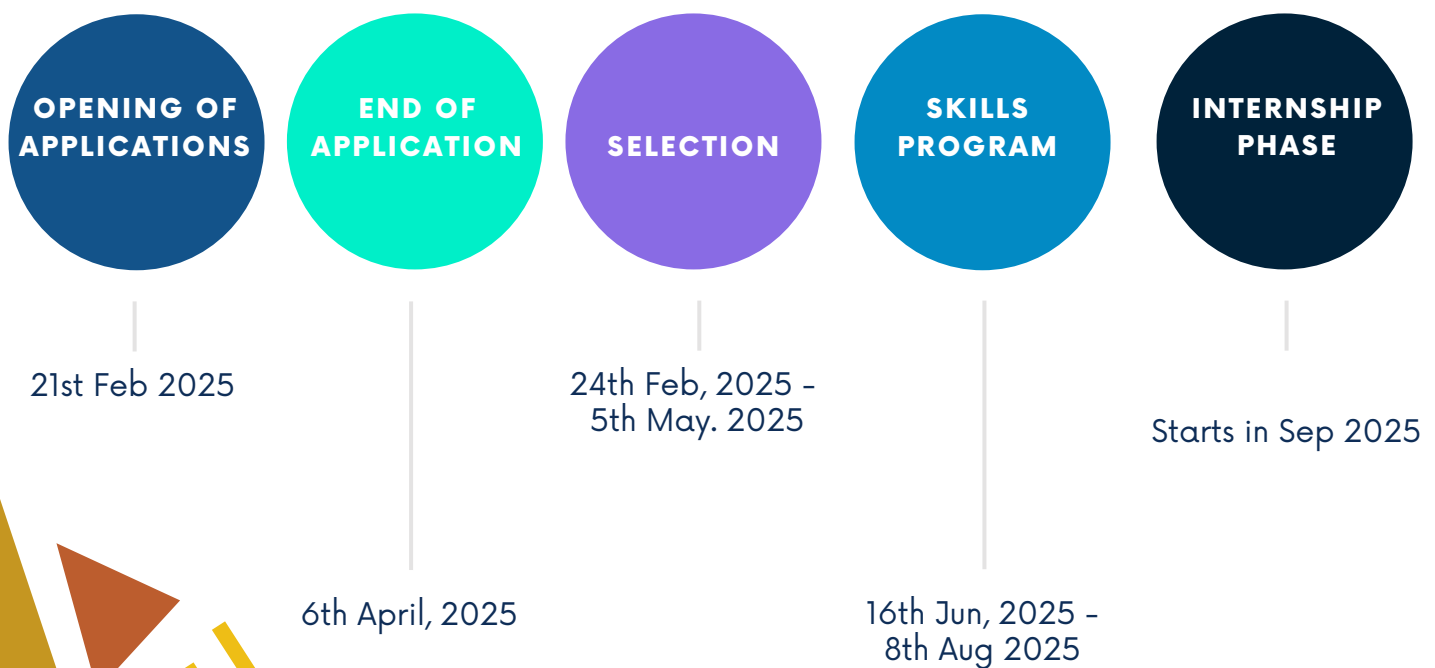 OPENING OF
APPLICATIONS
END OF
APPLICATION
SELECTION
SKILLS
PROGRAM
INTERNSHIP
PHASE
21st Feb 2025
6th April, 2025
24th Feb, 2025 -
5th May. 2025
16th Jun, 2025 -
8th Aug 2025
Starts in Sep 2025